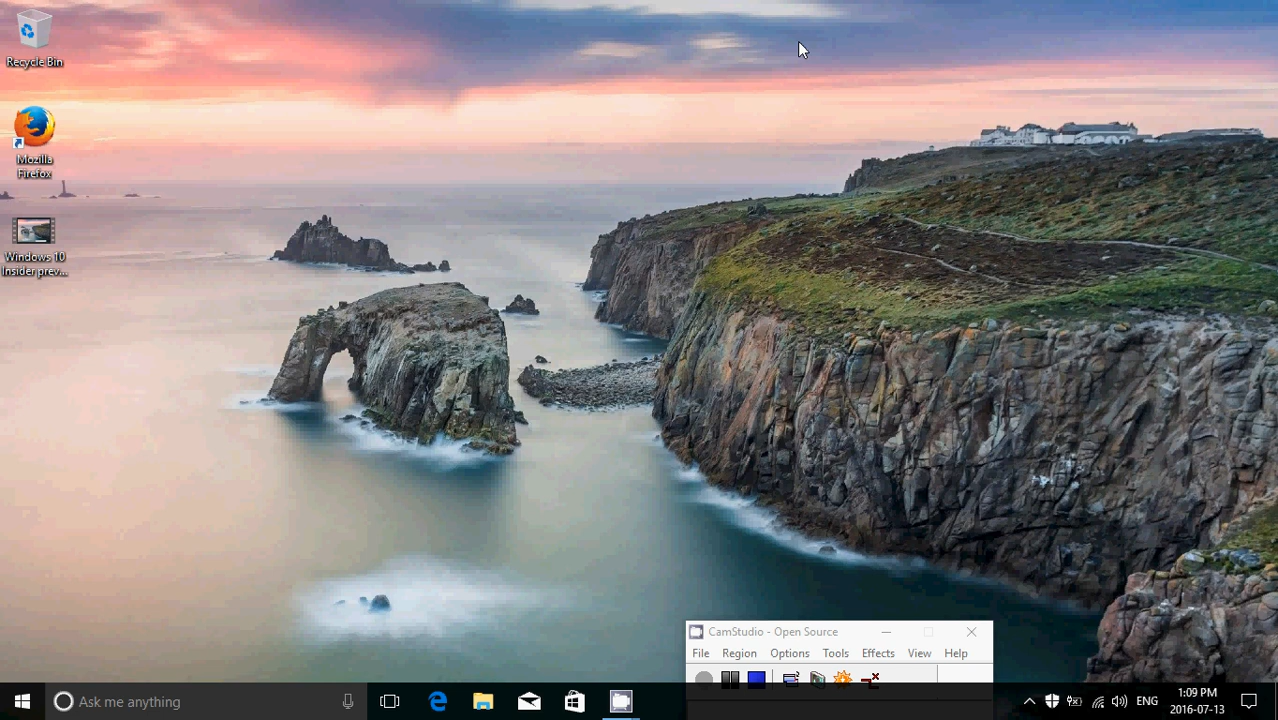 Recycle Bin
Mozilla
Firefox
Windows 10
Insider prev...
CamStudio - Open Source
File Region Options Tools Effects View Help
Ask me anything
ENG
1:09 PM
2016-07-13